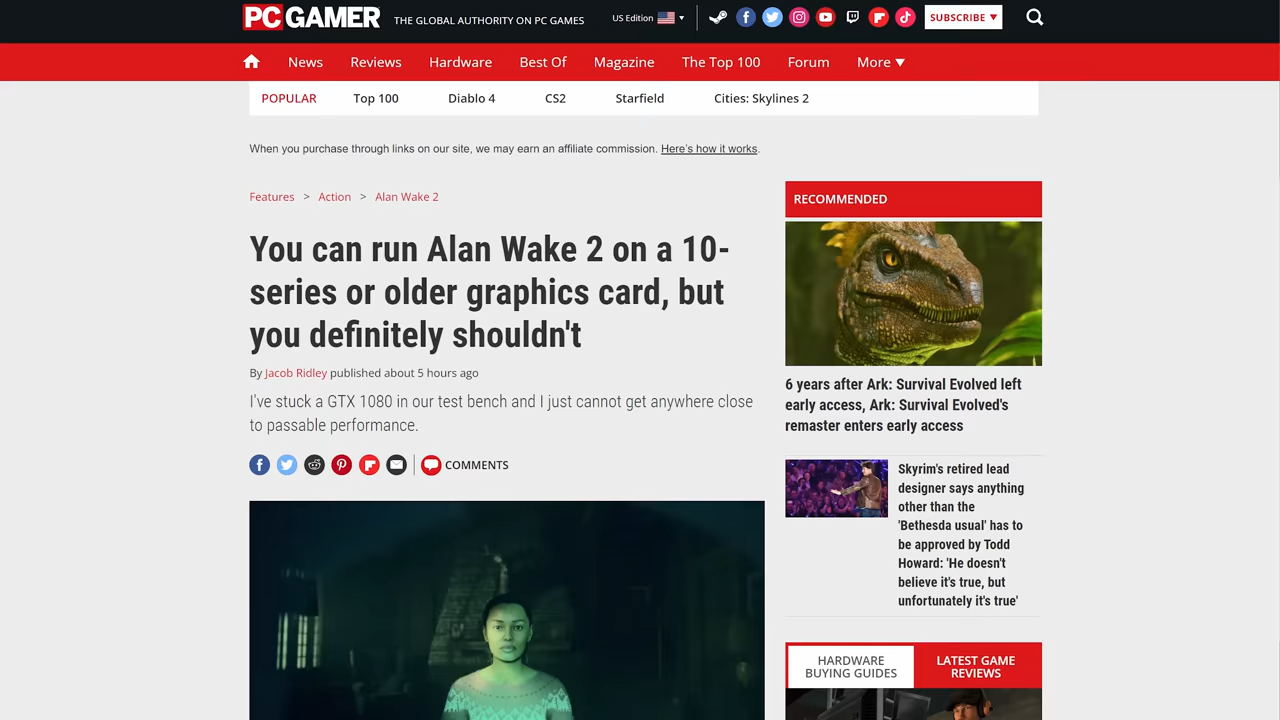 PC GAMER
THE GLOBAL AUTHORITY ON PC GAMES
US Edition
SUBSCRIBE
News
Reviews
Hardware
Best Of
Magazine
The Top 100
Forum
More
POPULAR
Top 100
Diablo 4
CS2
Starfield
Cities: Skylines 2
When you purchase through links on our site, we may earn an affiliate commission. Here's how it works.
Features > Action > Alan Wake 2
You can run Alan Wake 2 on a 10-
series or older graphics card, but
you definitely shouldn't
By Jacob Ridley published about 5 hours ago
I've stuck a GTX 1080 in our test bench and I just cannot get anywhere close
to passable performance.
COMMENTS
RECOMMENDED
6 years after Ark: Survival Evolved left
early access, Ark: Survival Evolved's
remaster enters early access
Skyrim's retired lead
designer says anything
other than the
'Bethesda usual' has to
be approved by Todd
Howard: 'He doesn't
believe it's true, but
unfortunately it's true'
HARDWARE
BUYING GUIDES
LATEST GAME
REVIEWS